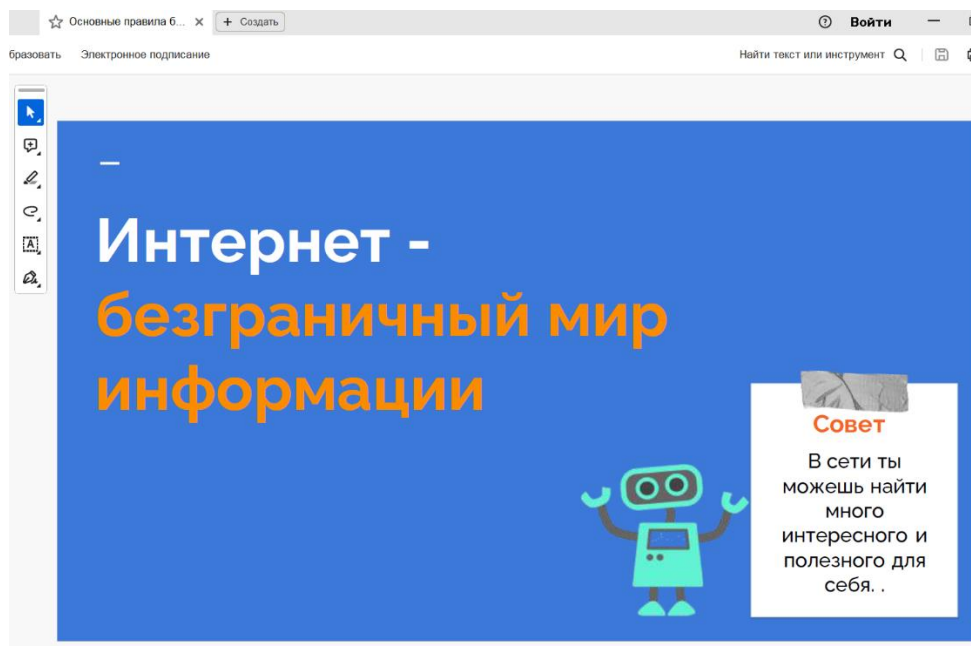 Основные правила б...
+ Создать
Войти
бразовать
Электронное подписание
Найти текст или инструмент
Интернет -
безграничный мир
информации
Совет
В сети ты
можешь найти
много
интересного и
полезного для
себя. .